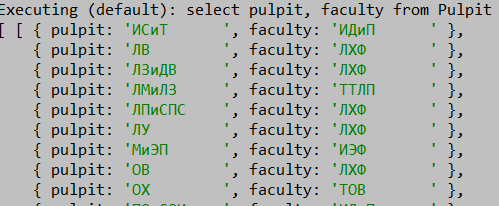 Executing (default): select pulpit, faculty from Pulpit
[ [ { pulpit: 'ИСиТ ', faculty: 'ИДиП ' },
{ pulpit: 'ЛВ ', faculty: 'ЛХФ ' },
{ pulpit: 'ЛЗиДВ ', faculty: 'ЛХФ ' },
{ pulpit: 'ЛМиЛЗ ', faculty: 'ТТЛП ' },
{ pulpit: 'ЛПиСПС ', faculty: 'ЛХФ ' },
{ pulpit: 'ЛУ ', faculty: 'ЛХФ ' },
{ pulpit: 'МиЭП ', faculty: 'ИЭФ ' },
{ pulpit: 'ОВ ', faculty: 'ЛХФ ' },
{ pulpit: 'ОХ ', faculty: 'ТОВ ' },